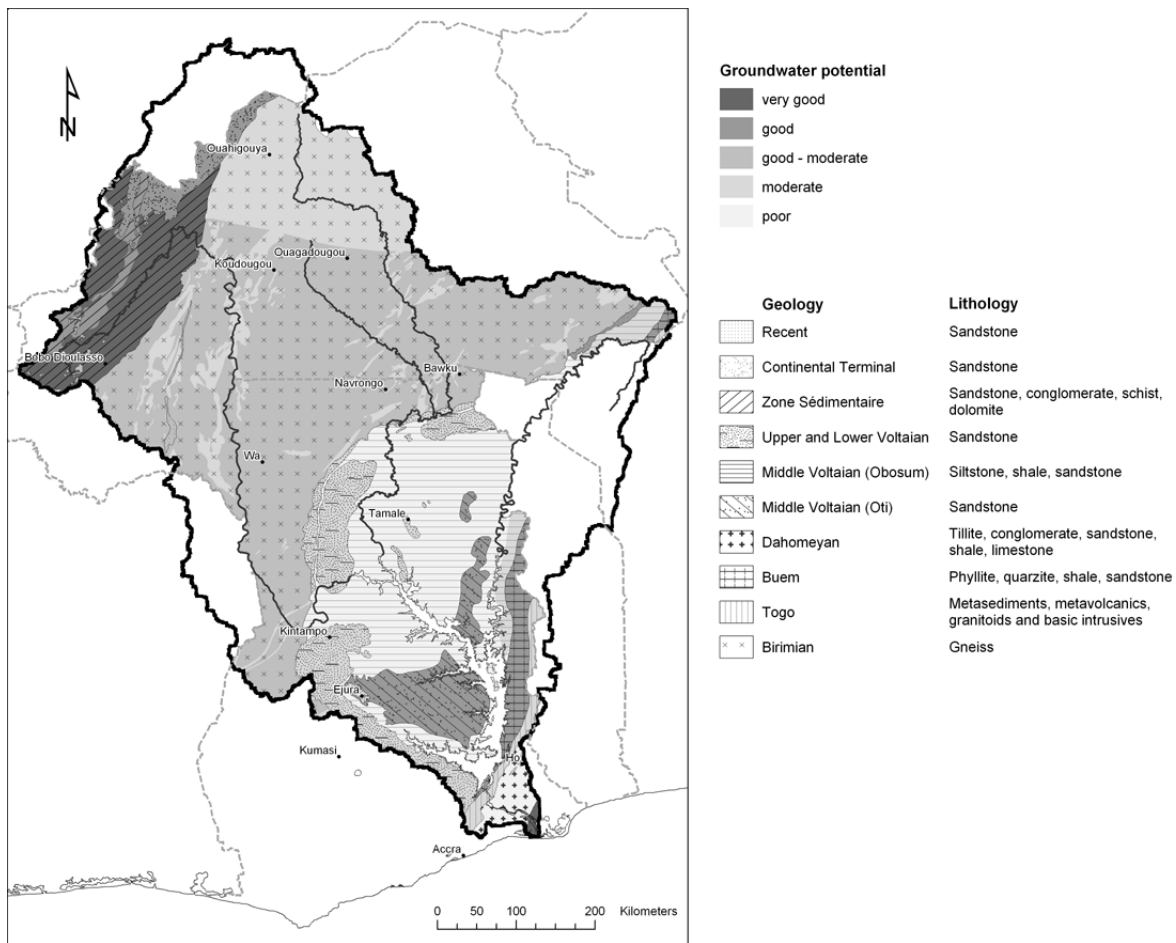 N
Ouahigouya
Ouagadougou
Koudougou
Bobo Dioulasso
Bawku
Navrongo
Wa
Tamale
Kintampo
Ejura
Kumasi
Ho
Accra
0 50 100 200 Kilometers
Groundwater potential
very good
good
good - moderate
moderate
poor
Geology Lithology
Recent Sandstone
Continental Terminal Sandstone
Zone Sédimentaire Sandstone, conglomerate, schist,
dolomite
Upper and Lower Voltaian Sandstone
Middle Voltaian (Obosum) Siltstone, shale, sandstone
Middle Voltaian (Oti) Sandstone
Dahomeyan Tillite, conglomerate, sandstone,
shale, limestone
Buem Phyllite, quarzite, shale, sandstone
Togo Metasediments, metavolcanics,
granitoids and basic intrusives
Birimian Gneiss